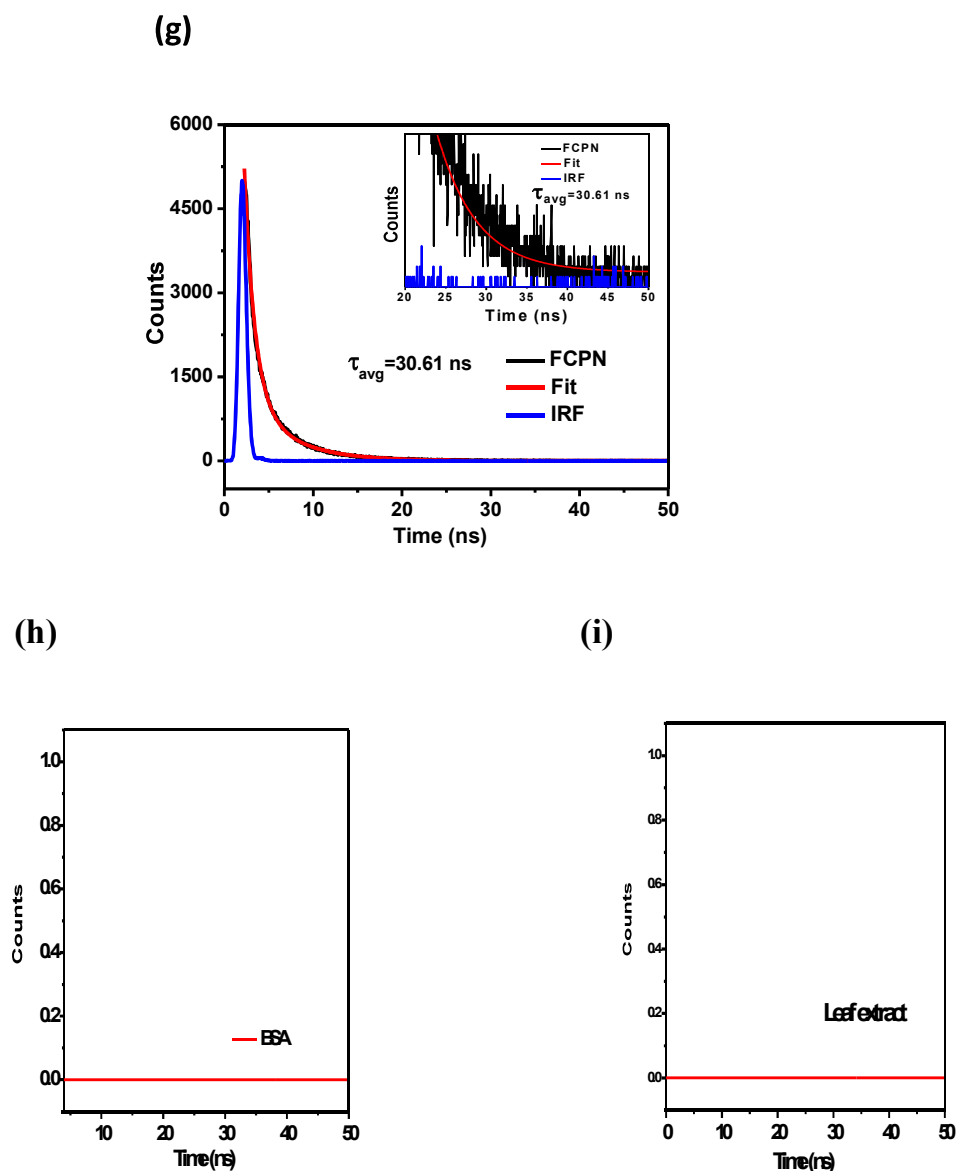 (g)
6000
4500
3000
1500
0
Counts
0 10 20 30 40 50
Time (ns)
τavg=30.61 ns
FCPN
Fit
IRF
Counts
FCPN
Fit
IRF
τavg=30.61 ns
20 25 30 35 40 45 50
Time (ns)
(h)
1.0
0.8
0.6
0.4
0.2
0.0
Counts
BSA
10 20 30 40 50
Time(ns)
(i)
1.0
0.8
0.6
0.4
0.2
0.0
Counts
Leaf extract
0 10 20 30 40 50
Time(ns)